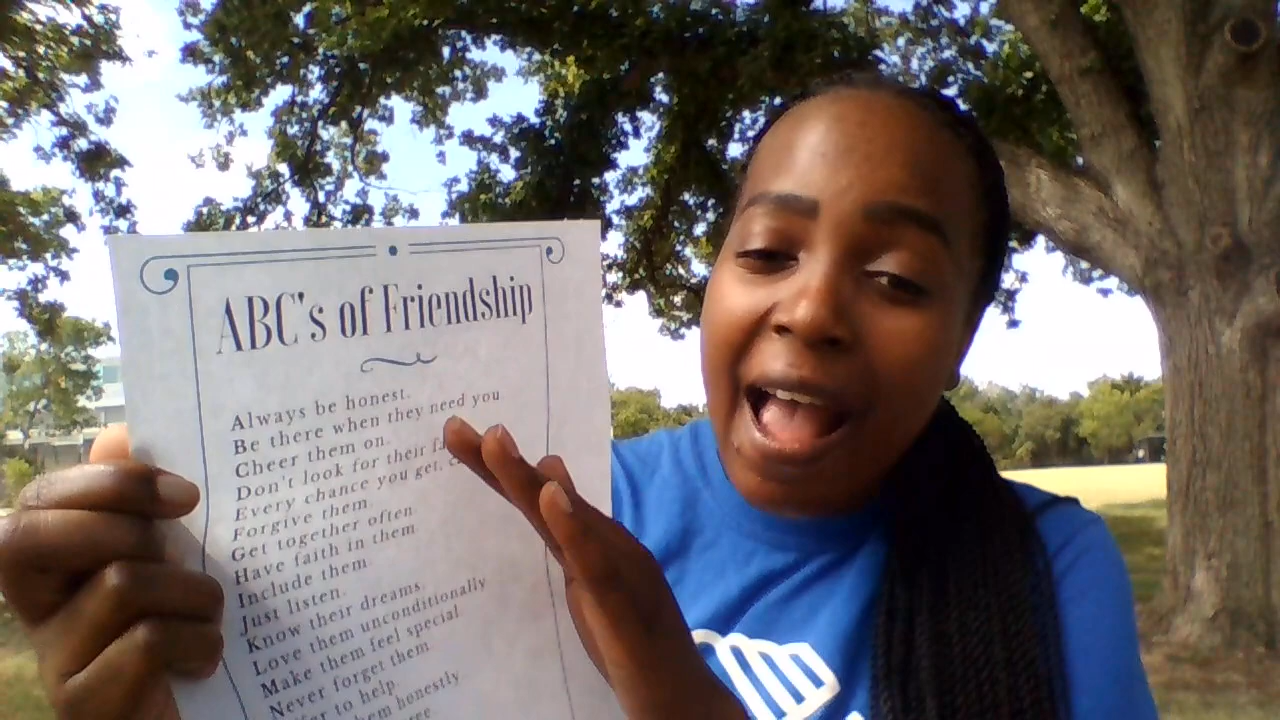 ABC's of Friendship
Always be honest.
Be there when they need you
Cheer them on.
Don't look for their
Every chance you get,
Forgive them.
Get together often.
Have faith in them
Include them.
Just listen.
Know their dreams.
Love them unconditionally
Make them feel special
Never forget them
to help.
honestly